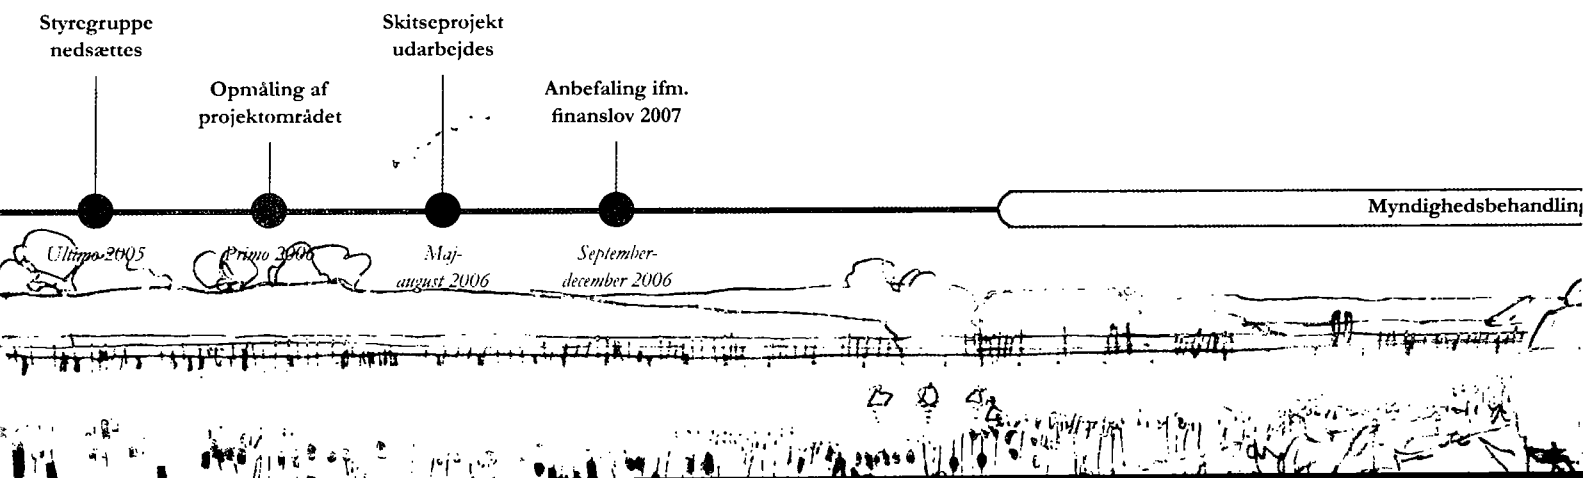 Styregruppe
nedsættes
Skitseprojekt
udarbejdes
Opmåling af
projektområdet
Anbefaling ifm.
finanslov 2007
Myndighedsbehandling
Ultimo 2005
Primo 2006
Maj-
august 2006
September-
december 2006